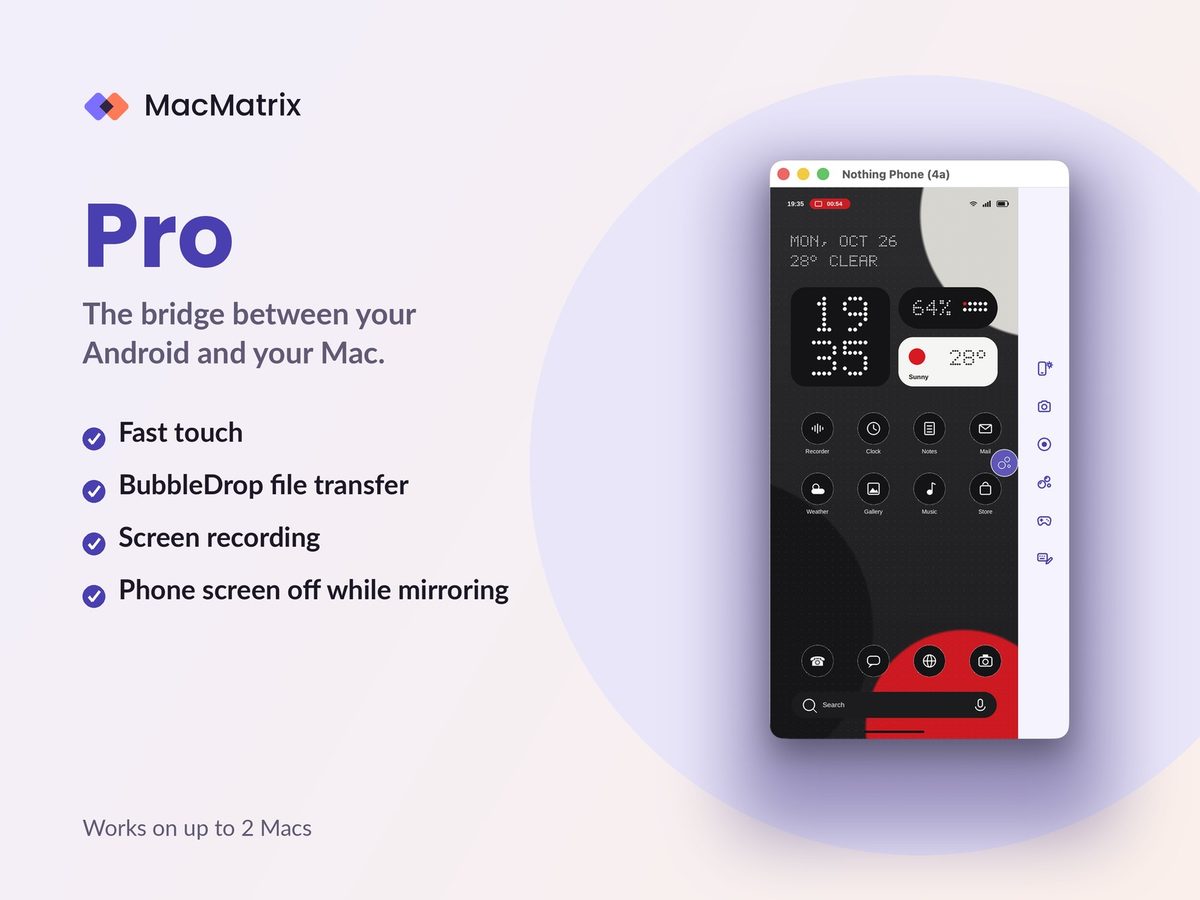 MacMatrix
Pro
The bridge between your
Android and your Mac.
Fast touch
BubbleDrop file transfer
Screen recording
Phone screen off while mirroring
Works on up to 2 Macs
Nothing Phone (4a)
19:35 00:54
MON, OCT 26
28° CLEAR
19
35
64%
28°
Sunny
Recorder Clock Notes Mail
Weather Gallery Music Store
Search